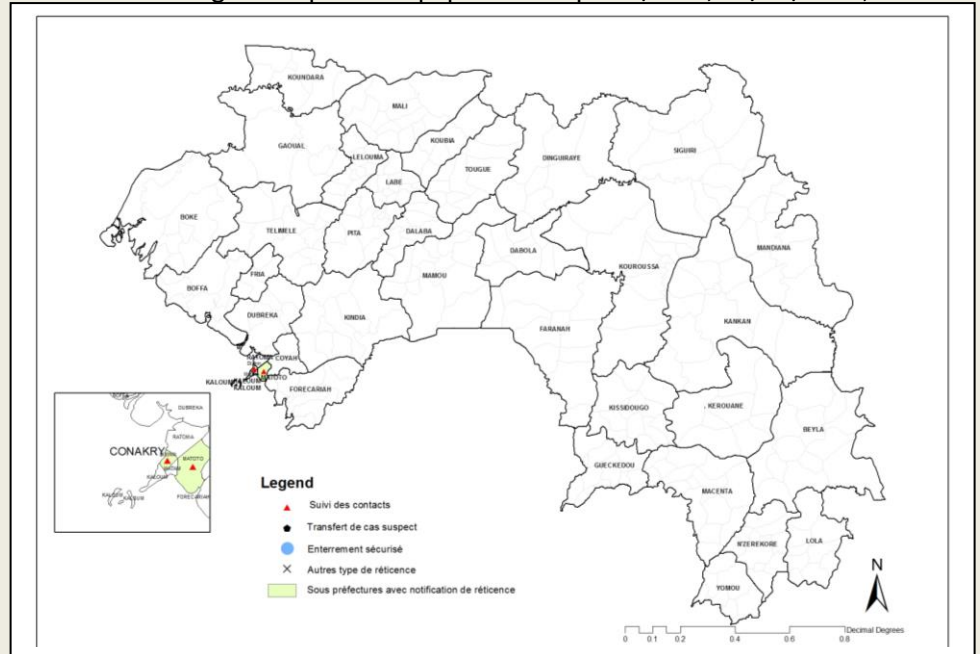 KOUNDARA
MALI
KOUBIA
GAOUAL
LELOUMA
LABE
TOUGUE
DINGUIRAYE
SIGUIRI
BOKE
TELIMELE
PITA
DALABA
DABOLA
MANDIANA
MAMOU
KOUROUSSA
FRIA
BOFFA
DUBREKA
KINDIA
FARANAH
KANKAN
COYAH
KALOUM
KALOUM
FORECARIAH
KISSIDOUGO
KEROUANE
BEYLA
GUECKEDOU
MACENTA
N'ZEREKORE
LOLA
YOMOU
DUBREKA
RATOMA
CONAKRY
MATOTO
KALOUM
KALOUM
KALOUM
FORECARIAH
Legend
Suivi des contacts
Transfert de cas suspect
Enterrement sécurisé
Autres type de réticence
Sous préfectures avec notification de réticence
N
Decimal Degrees
0 0.1 0.2 0.4 0.6 0.8